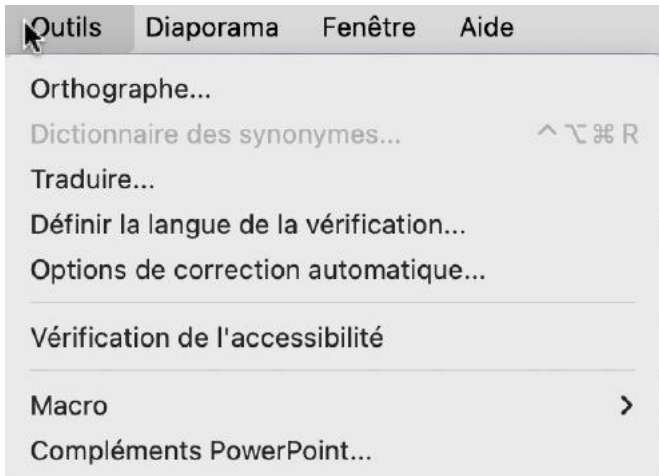 Outils Diaporama Fenêtre Aide
Orthographe...
Dictionnaire des synonymes... ^⌥⌘R
Traduire...
Définir la langue de la vérification...
Options de correction automatique...
Vérification de l'accessibilité
Macro
Compléments PowerPoint...